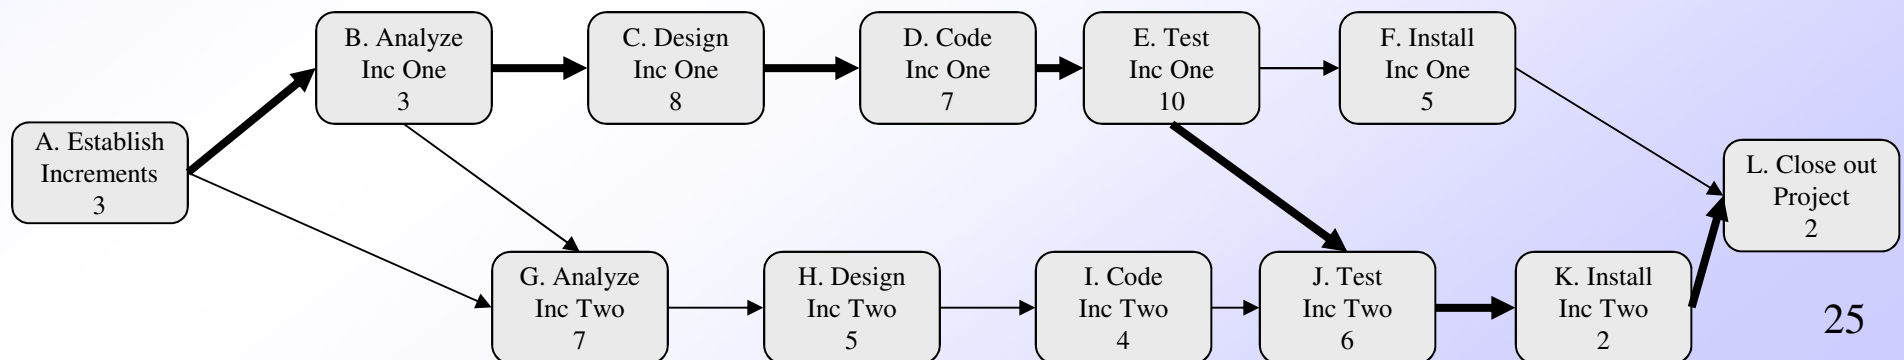 B. Analyze
Inc One
3
C. Design
Inc One
8
D. Code
Inc One
7
E. Test
Inc One
10
F. Install
Inc One
5
A. Establish
Increments
3
L. Close out
Project
2
G. Analyze
Inc Two
7
H. Design
Inc Two
5
I. Code
Inc Two
4
J. Test
Inc Two
6
K. Install
Inc Two
2
25